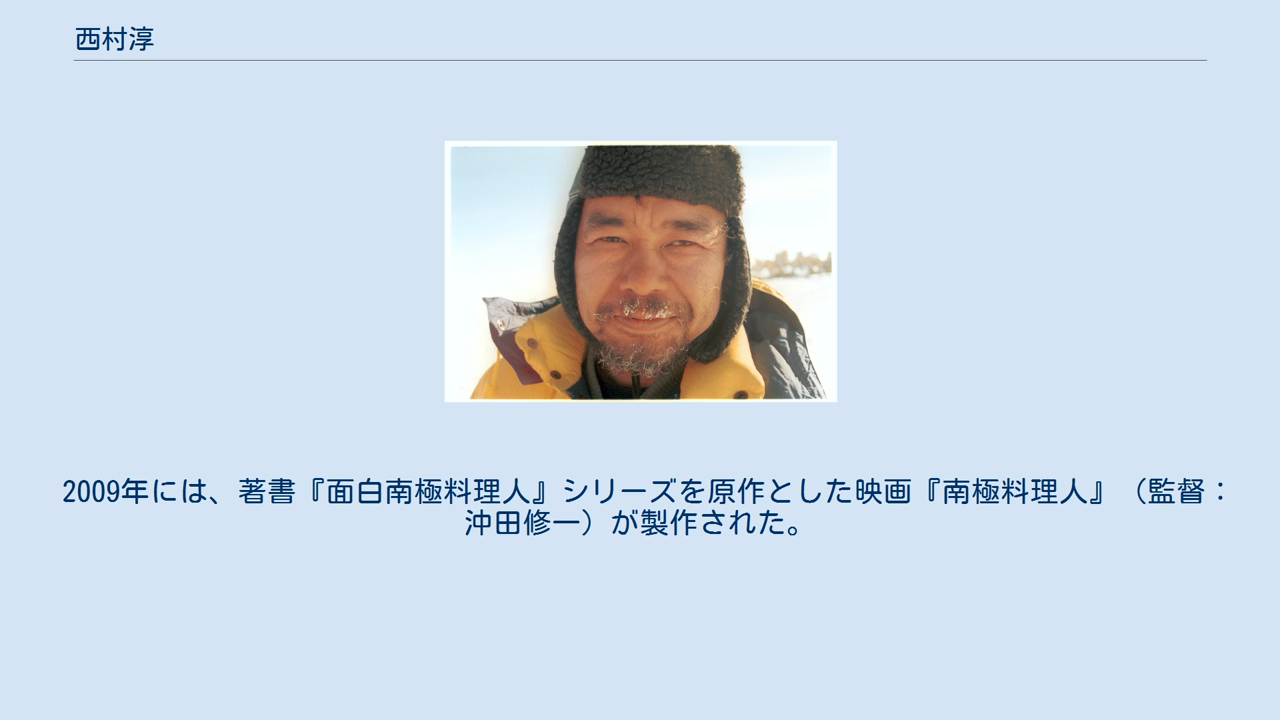 西村淳
2009年には、著書『面白南極料理人』シリーズを原作とした映画『南極料理人』（監督：
沖田修一）が製作された。